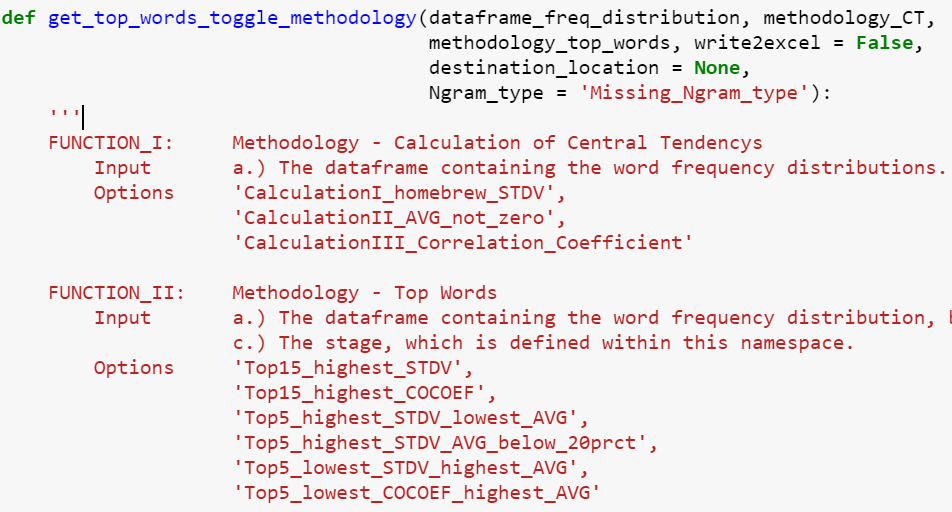 def get_top_words_toggle_methodology(dataframe_freq_distribution, methodology_CT,
methodology_top_words, write2excel = False,
destination_location = None,
Ngram_type = 'Missing_Ngram_type'):
'''
FUNCTION_I: Methodology - Calculation of Central Tendencys
Input a.) The dataframe containing the word frequency distributions.
Options 'CalculationI_homebrew_STDV',
'CalculationII_AVG_not_zero',
'CalculationIII_Correlation_Coefficient'
FUNCTION_II: Methodology - Top Words
Input a.) The dataframe containing the word frequency distribution,
c.) The stage, which is defined within this namespace.
Options 'Top15_highest_STDV',
'Top15_highest_COCOEF',
'Top5_highest_STDV_lowest_AVG',
'Top5_highest_STDV_AVG_below_20prct',
'Top5_lowest_STDV_highest_AVG',
'Top5_lowest_COCOEF_highest_AVG'